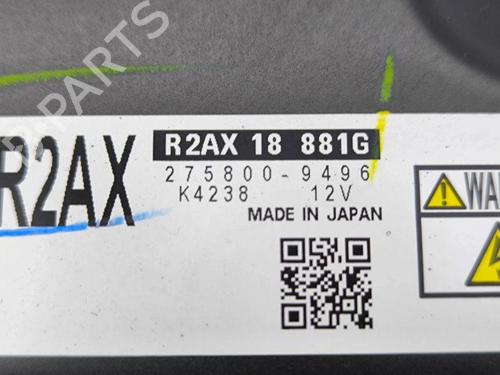 B-PARTS
R2AX
R2AX 18 881G
275800-9496
K4238 12V
MADE IN JAPAN
WA